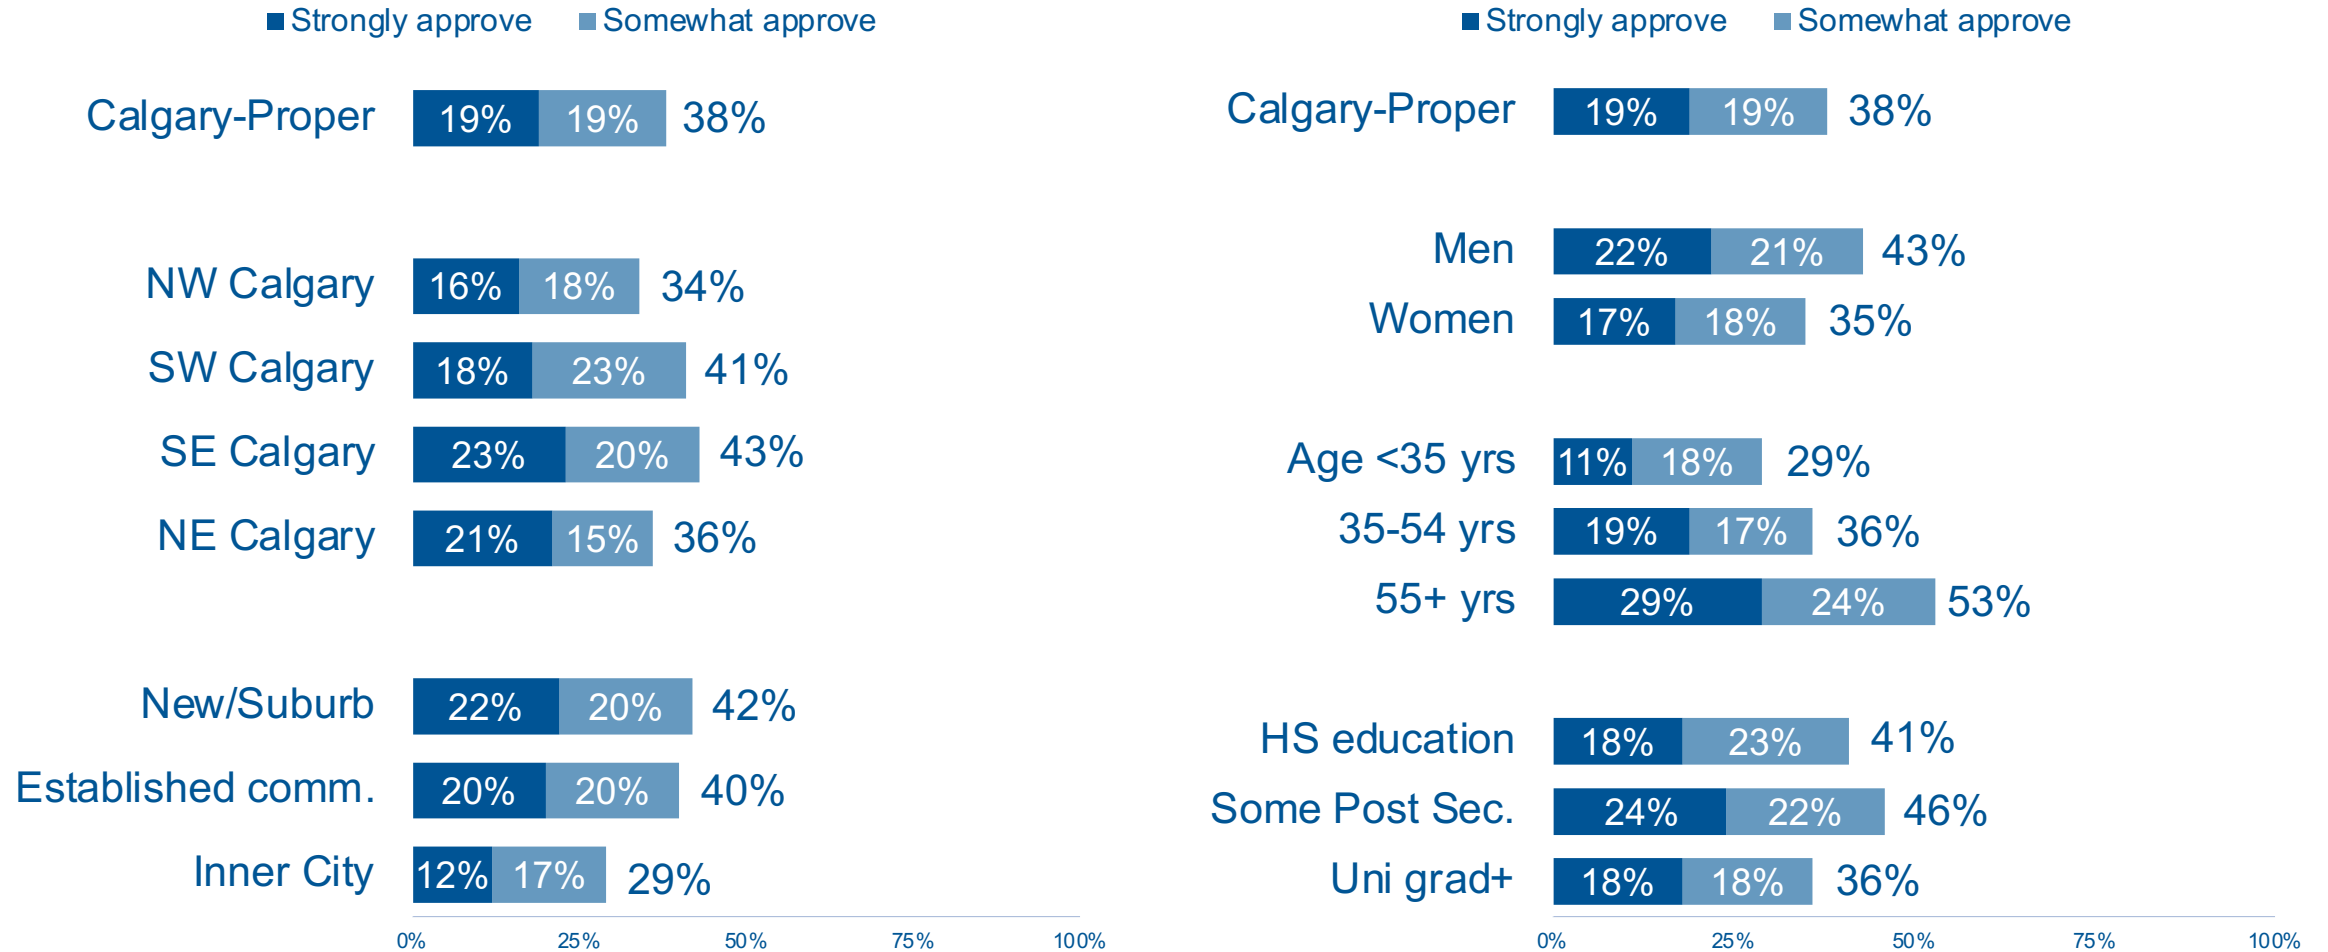 Strongly approve Somewhat approve
Calgary-Proper 19% 19% 38%
NW Calgary 16% 18% 34%
SW Calgary 18% 23% 41%
SE Calgary 23% 20% 43%
NE Calgary 21% 15% 36%
New/Suburb 22% 20% 42%
Established comm. 20% 20% 40%
Inner City 12% 17% 29%
0% 25% 50% 75% 100%
Strongly approve Somewhat approve
Calgary-Proper 19% 19% 38%
Men 22% 21% 43%
Women 17% 18% 35%
Age <35 yrs 11% 18% 29%
35-54 yrs 19% 17% 36%
55+ yrs 29% 24% 53%
HS education 18% 23% 41%
Some Post Sec. 24% 22% 46%
Uni grad+ 18% 18% 36%
0% 25% 50% 75% 100%